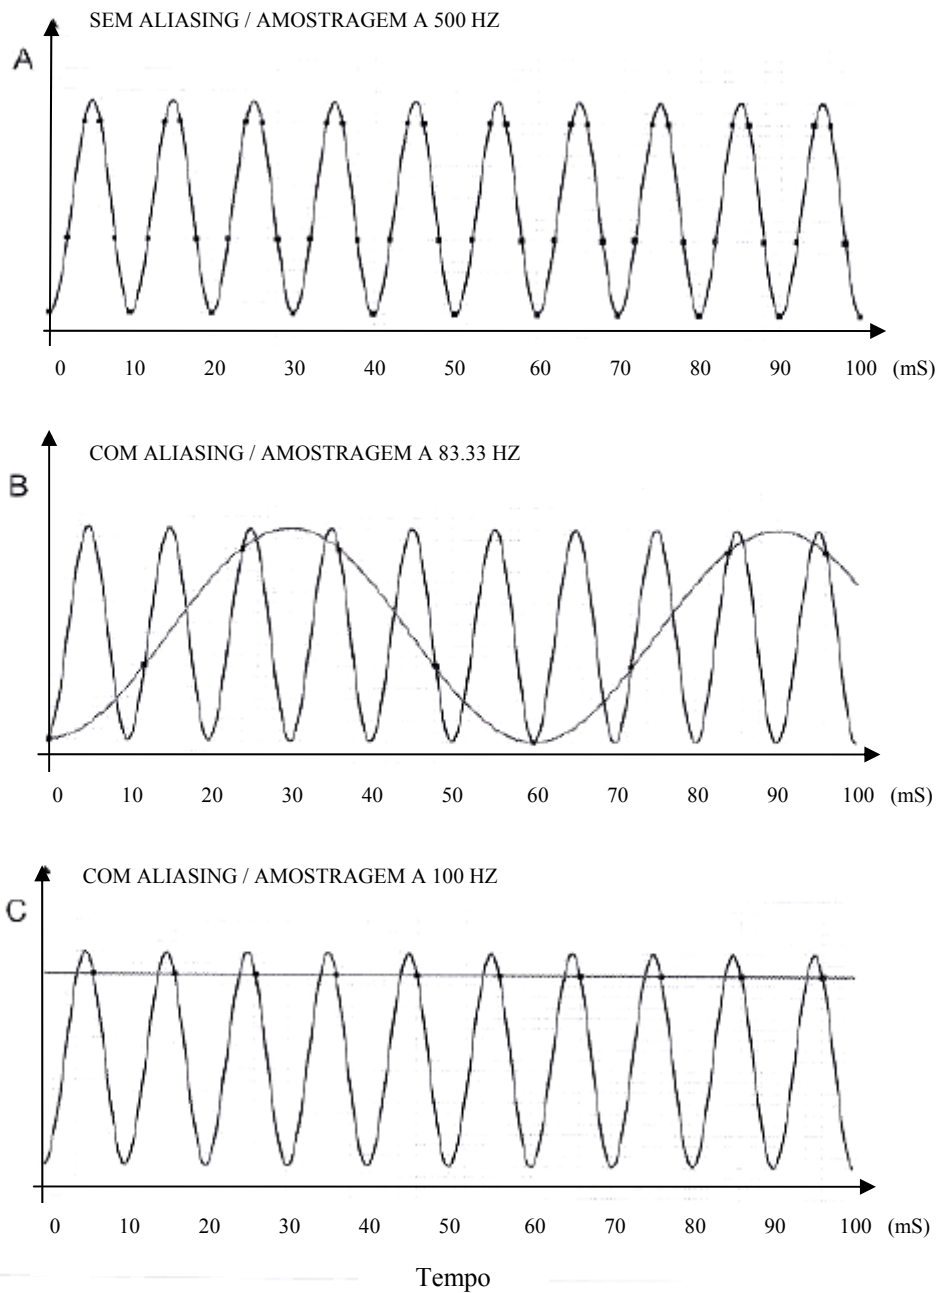 SEM ALIASING / AMOSTRAGEM A 500 HZ
A
0 10 20 30 40 50 60 70 80 90 100 (mS)
COM ALIASING / AMOSTRAGEM A 83.33 HZ
B
0 10 20 30 40 50 60 70 80 90 100 (mS)
COM ALIASING / AMOSTRAGEM A 100 HZ
C
0 10 20 30 40 50 60 70 80 90 100 (mS)
Tempo